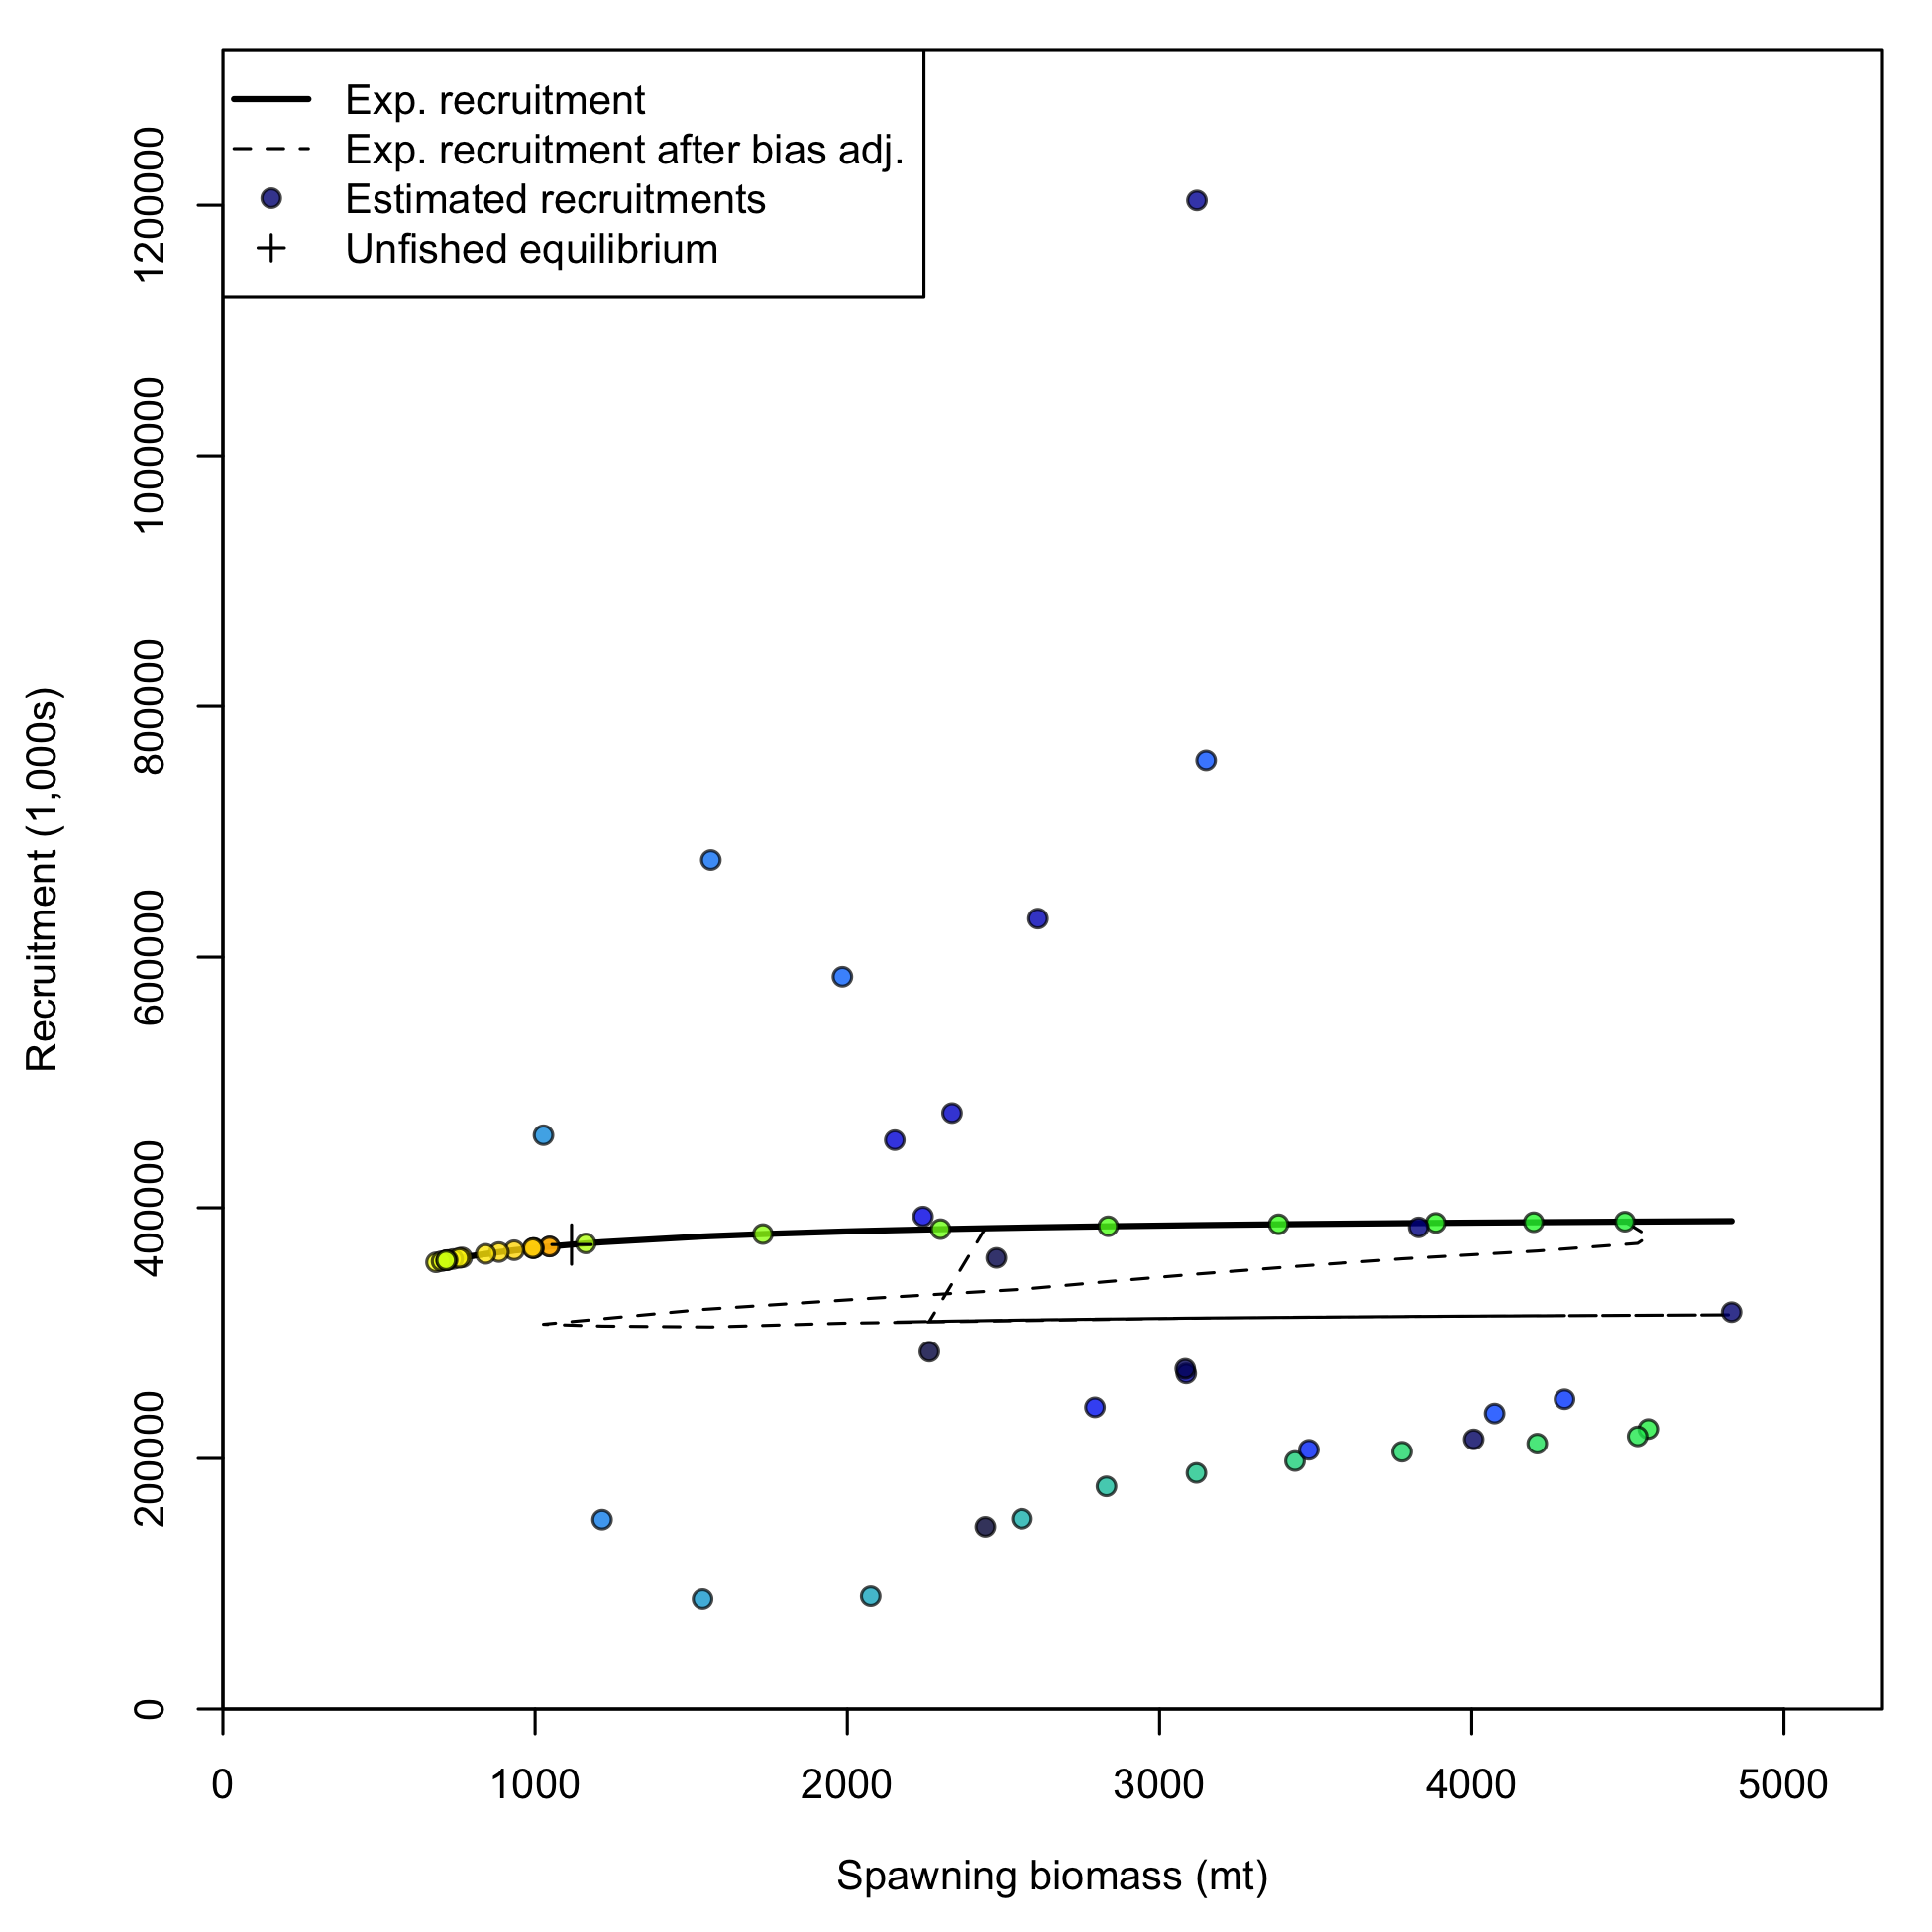 Exp. recruitment
Exp. recruitment after bias adj.
Estimated recruitments
Unfished equilibrium
Recruitment (1,000s)
1200000
1000000
800000
600000
400000
200000
0
0 1000 2000 3000 4000 5000
Spawning biomass (mt)